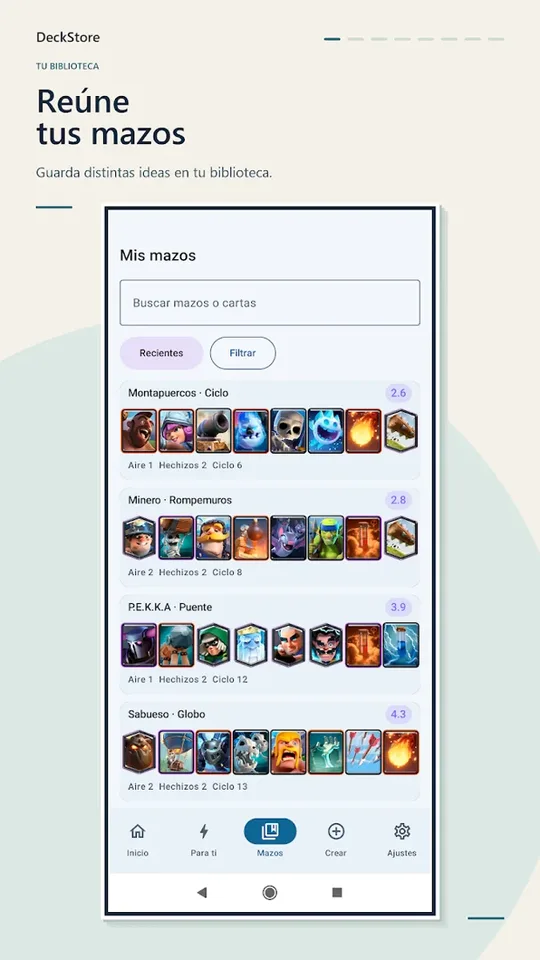 DeckStore
TU BIBLIOTECA
Reúne
tus mazos
Guarda distintas ideas en tu biblioteca.
Mis mazos
Buscar mazos o cartas
Recientes
Filtrar
Montapuercos · Ciclo
2.6
Aire 1 Hechizos 2 Ciclo 6
Minero · Rompemuros
2.8
Aire 2 Hechizos 2 Ciclo 8
P.E.K.K.A · Puente
3.9
Aire 1 Hechizos 2 Ciclo 12
Sabueso · Globo
4.3
Aire 2 Hechizos 2 Ciclo 13
Inicio
Para ti
Mazos
Crear
Ajustes